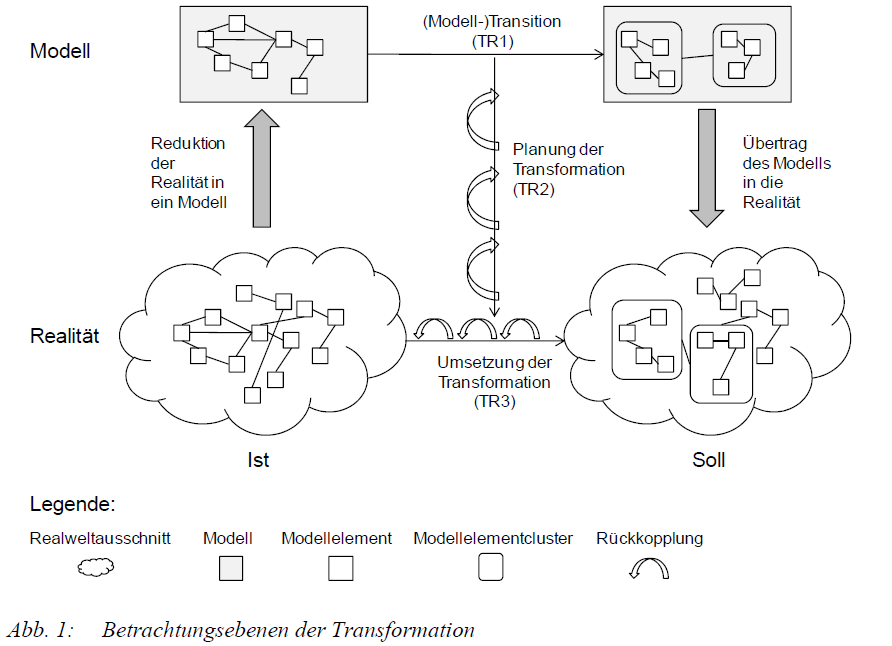 Modell
(Modell-)Transition
(TR1)
Reduktion
der
Realität in
ein Modell
Planung der
Transformation
(TR2)
Übertrag
des Modells
in die
Realität
Realität
Umsetzung der
Transformation
(TR3)
Ist
Soll
Legende:
Realweltausschnitt
Modell
Modellelement
Modellelementcluster
Rückkopplung
Abb. 1: Betrachtungsebenen der Transformation